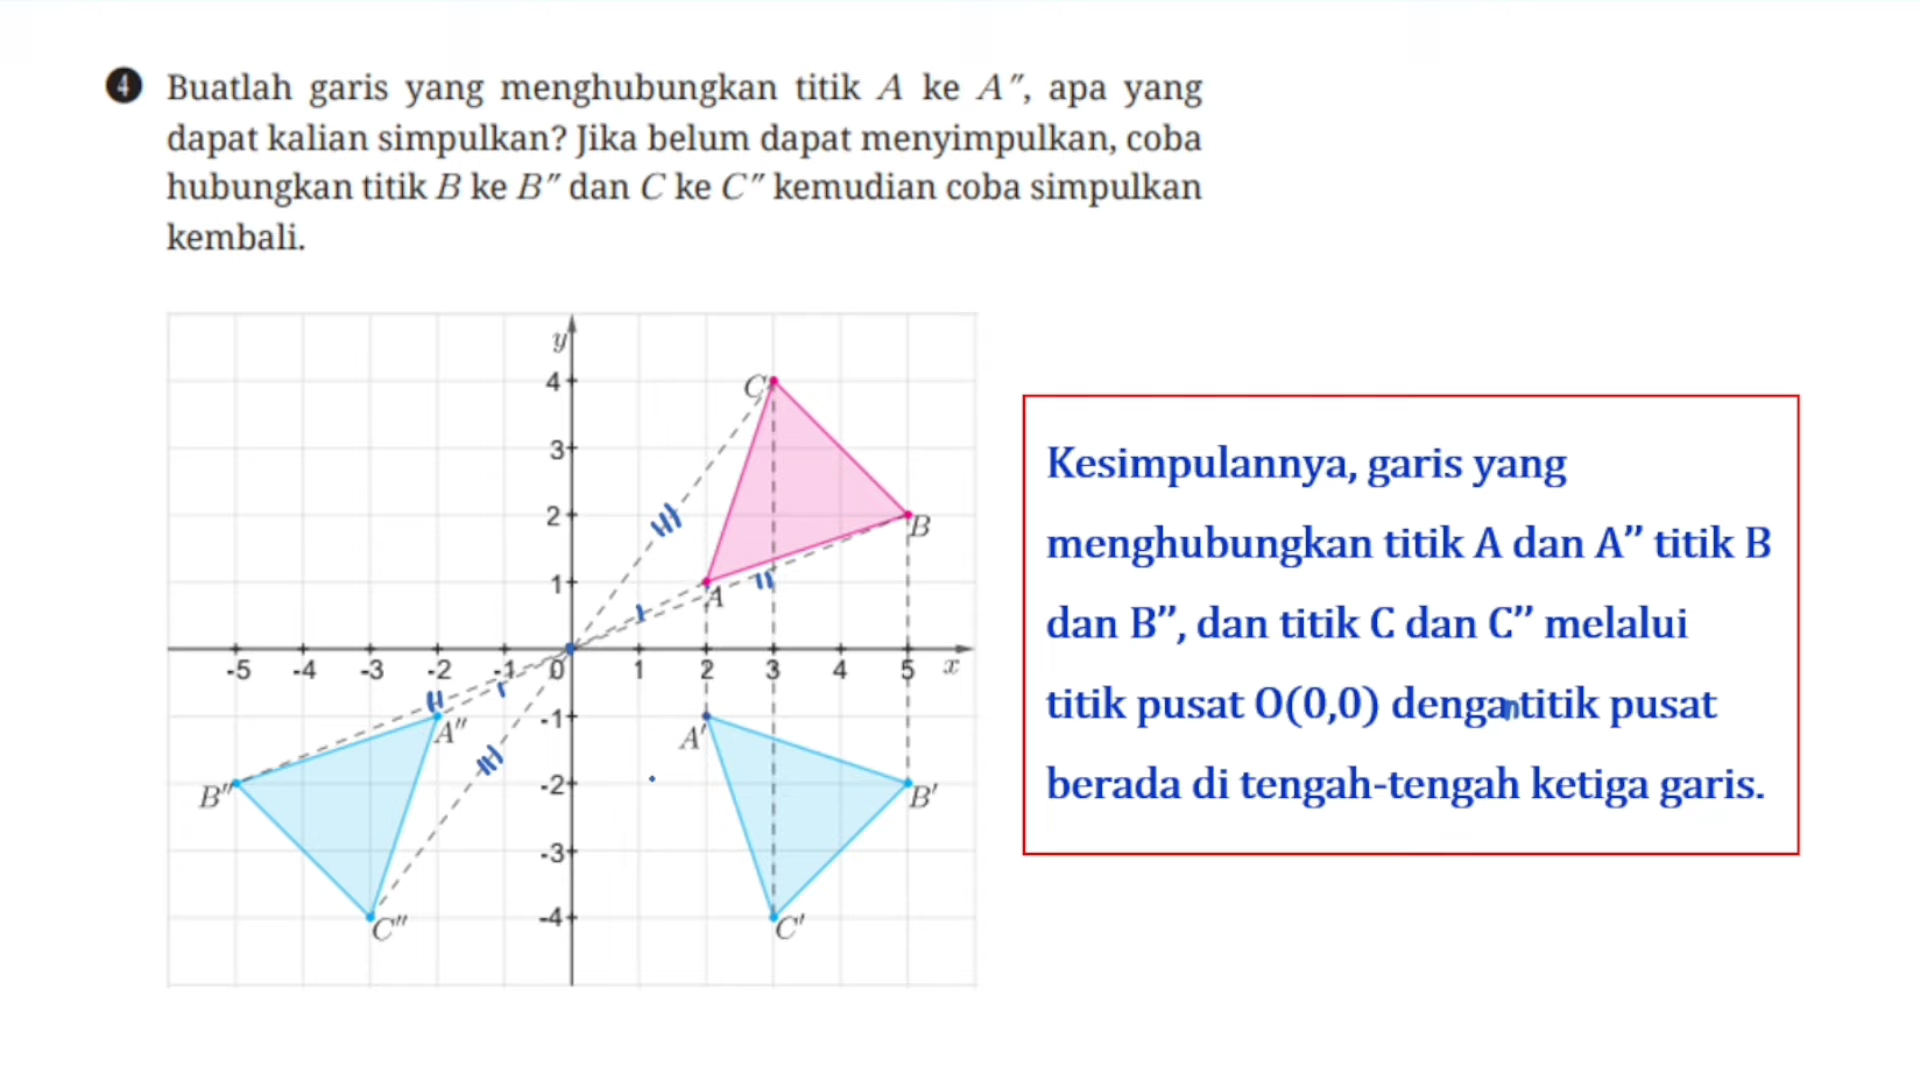 4 Buatlah garis yang menghubungkan titik A ke A″, apa yang
dapat kalian simpulkan? Jika belum dapat menyimpulkan, coba
hubungkan titik B ke B″ dan C ke C″ kemudian coba simpulkan
kembali.
y
4
C
3
2
B
1
A
-5 -4 -3 -2 -1 0 1 2 3 4 5 x
-1
A″
A′
-2
B″
B′
-3
-4
C″
C′
Kesimpulannya, garis yang
menghubungkan titik A dan A” titik B
dan B”, dan titik C dan C” melalui
titik pusat O(0,0) dengan titik pusat
berada di tengah-tengah ketiga garis.